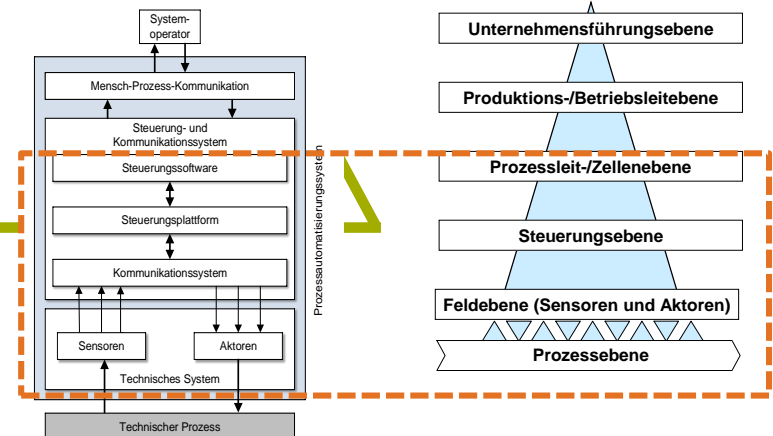 System-
operator
Mensch-Prozess-Kommunikation
Steuerung- und
Kommunikationssystem
Steuerungssoftware
Steuerungsplattform
Kommunikationssystem
Sensoren
Aktoren
Technisches System
Technischer Prozess
Prozessautomatisierungssystem
Unternehmensführungsebene
Produktions-/Betriebsleitebene
Prozessleit-/Zellenebene
Steuerungsebene
Feldebene (Sensoren und Aktoren)
Prozessebene